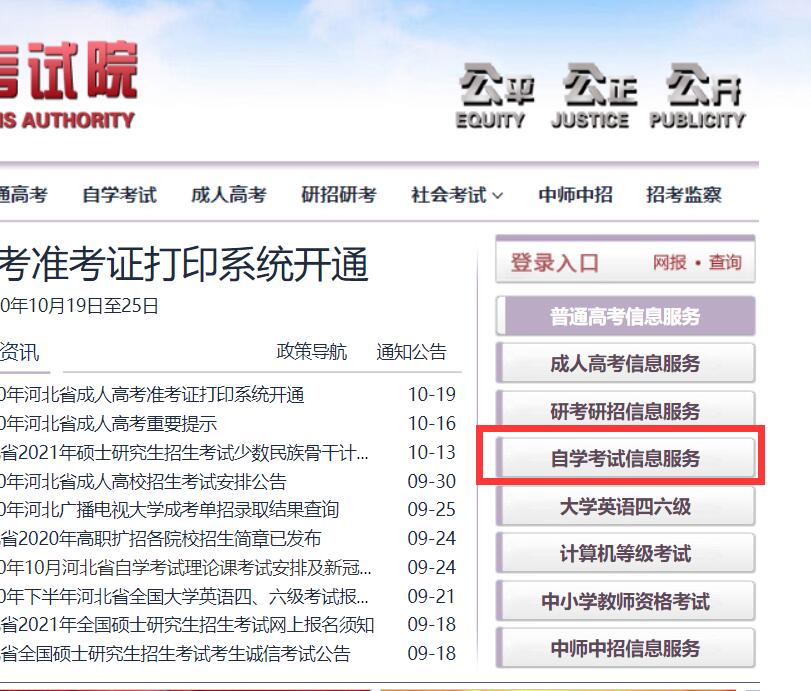 考试院
NS AUTHORITY
公平 公正 公开
EQUITY JUSTICE PUBLICITY
通高考 自学考试 成人高考 研招研考 社会考试 中师中招 招考监察
考准考证打印系统开通
0年10月19日至25日
资讯 政策导航 通知公告
0年河北省成人高考准考证打印系统开通 10-19
0年河北省成人高考重要提示 10-16
省2021年硕士研究生招生考试少数民族骨干计... 10-13
0年河北省成人高校招生考试安排公告 09-30
0年河北广播电视大学成考单招录取结果查询 09-25
省2020年高职扩招各院校招生简章已发布 09-24
0年10月河北省自学考试理论课考试安排及新冠... 09-24
0年下半年河北省全国大学英语四、六级考试报... 09-21
省2021年全国硕士研究生招生考试网上报名须知 09-18
省全国硕士研究生招生考试考生诚信考试公告 09-18
登录入口 网报 • 查询
普通高考信息服务
成人高考信息服务
研考研招信息服务
自学考试信息服务
大学英语四六级
计算机等级考试
中小学教师资格考试
中师中招信息服务